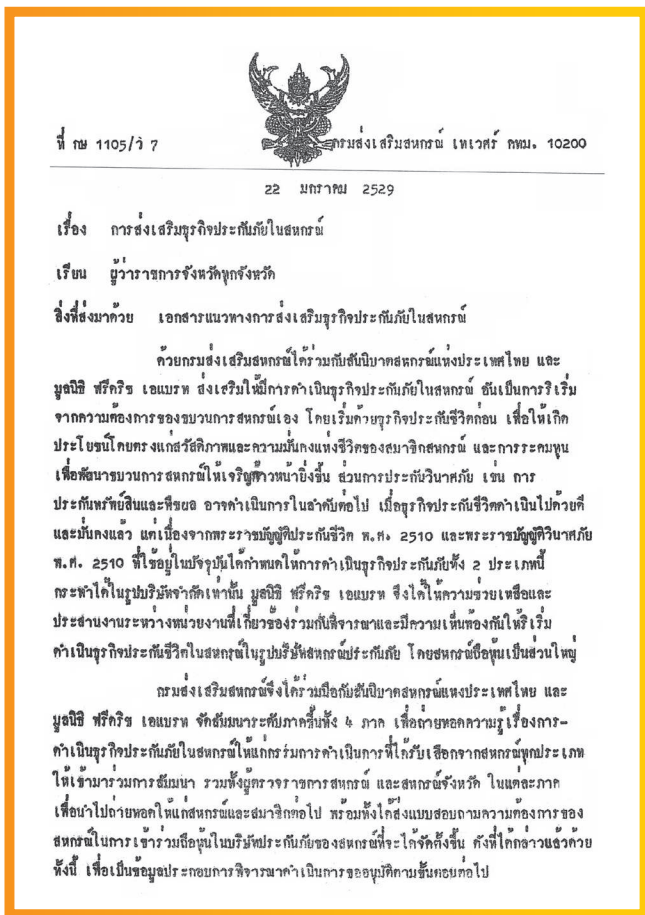 ที่ กษ 1105/ว 7
กรมส่งเสริมสหกรณ์ เทเวศร์ กทม. 10200
22 มกราคม 2529
เรื่อง การส่งเสริมธุรกิจประกันภัยในสหกรณ์
เรียน ผู้ว่าราชการจังหวัดทุกจังหวัด
สิ่งที่ส่งมาด้วย เอกสารแนวทางการส่งเสริมธุรกิจประกันภัยในสหกรณ์
ด้วยกรมส่งเสริมสหกรณ์ได้ร่วมกับสันนิบาตสหกรณ์แห่งประเทศไทย และ
มูลนิธิ ฟรีดริช เอแบรท ส่งเสริมให้มีการดำเนินธุรกิจประกันภัยในสหกรณ์ อันเป็นการริเริ่ม
จากความต้องการของขบวนการสหกรณ์เอง โดยเริ่มด้วยธุรกิจประกันชีวิตก่อน เพื่อให้เกิด
ประโยชน์โดยตรงแก่สวัสดิภาพและความมั่นคงแห่งชีวิตของสมาชิกสหกรณ์ และการระดมทุน
เพื่อพัฒนาขบวนการสหกรณ์ให้เจริญก้าวหน้ายิ่งขึ้น ส่วนการประกันวินาศภัย เช่น การ
ประกันทรัพย์สินและพืชผล อาจดำเนินการในลำดับต่อไป เมื่อธุรกิจประกันชีวิตดำเนินไปด้วยดี
และมั่นคงแล้ว แต่เนื่องจากพระราชบัญญัติประกันชีวิต พ.ศ. 2510 และพระราชบัญญัติวินาศภัย
พ.ศ. 2510 ที่ใช้อยู่ในปัจจุบันได้กำหนดให้การดำเนินธุรกิจประกันภัยทั้ง 2 ประเภทนี้
กระทำได้ในรูปบริษัทจำกัดเท่านั้น มูลนิธิ ฟรีดริช เอแบรท จึงได้ให้ความช่วยเหลือและ
ประสานงานระหว่างหน่วยงานที่เกี่ยวข้องร่วมกันพิจารณาและมีความเห็นพ้องกันให้ริเริ่ม
ดำเนินธุรกิจประกันชีวิตในสหกรณ์ในรูปบริษัทสหกรณ์ประกันภัย โดยสหกรณ์ถือหุ้นเป็นส่วนใหญ่
กรมส่งเสริมสหกรณ์จึงได้ร่วมมือกับสันนิบาตสหกรณ์แห่งประเทศไทย และ
มูลนิธิ ฟรีดริช เอแบรท จัดสัมมนาระดับภาคขึ้นทั้ง 4 ภาค เพื่อถ่ายทอดความรู้เรื่องการ-
ดำเนินธุรกิจประกันภัยในสหกรณ์ให้แก่กรรมการดำเนินการที่ได้รับเลือกจากสหกรณ์ทุกประเภท
ให้เข้ามาร่วมการสัมมนา รวมทั้งผู้ตรวจราชการสหกรณ์ และสหกรณ์จังหวัด ในแต่ละภาค
เพื่อนำไปถ่ายทอดให้แก่สหกรณ์และสมาชิกต่อไป พร้อมทั้งได้ส่งแบบสอบถามความต้องการของ
สหกรณ์ในการเข้าร่วมถือหุ้นในบริษัทประกันภัยของสหกรณ์ที่จะได้จัดตั้งขึ้น ดังที่ได้กล่าวแล้วด้วย
ทั้งนี้ เพื่อเป็นข้อมูลประกอบการพิจารณาดำเนินการขออนุมัติตามขั้นตอนต่อไป